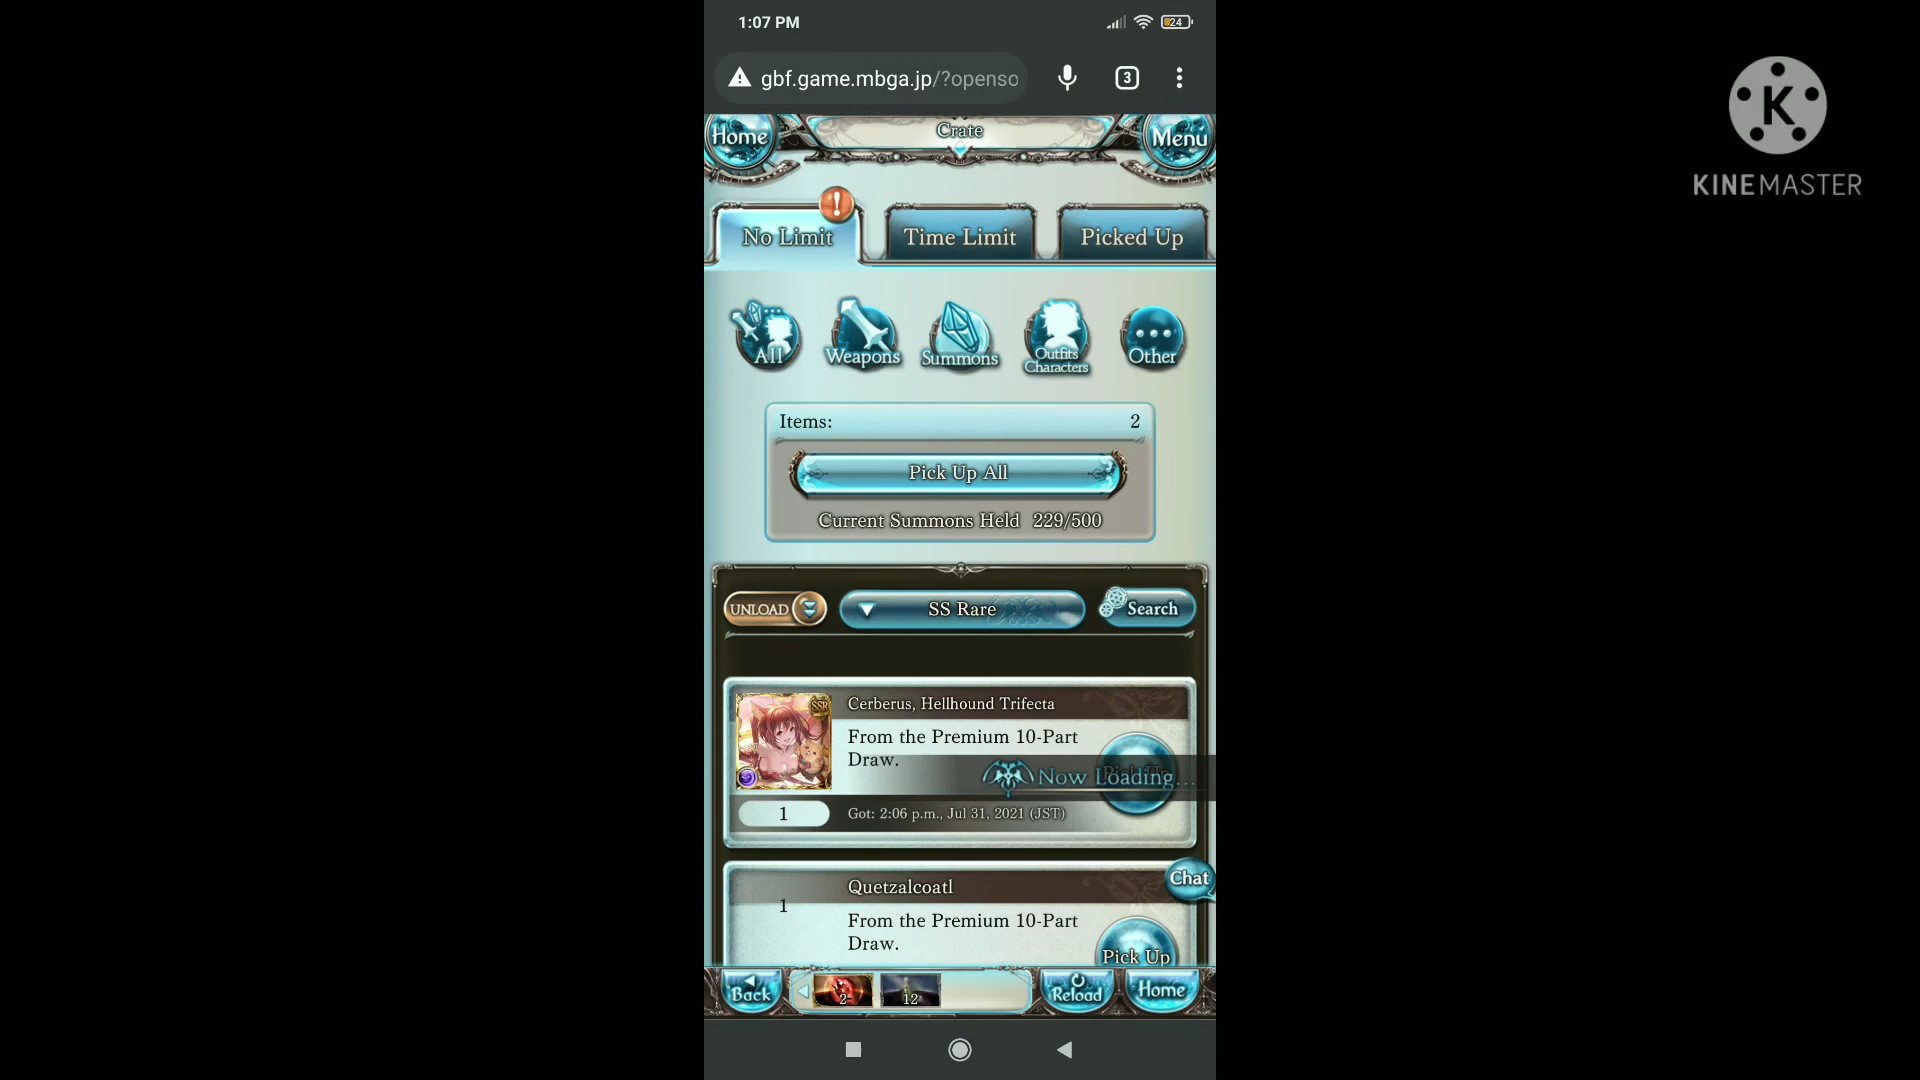 1:07 PM
24
gbf.game.mbga.jp/?openso
3
KINEMASTER
Home
Crate
Menu
No Limit
Time Limit
Picked Up
All
Weapons
Summons
Outfits
Characters
Other
Items: 2
Pick Up All
Current Summons Held 229/500
UNLOAD
SS Rare
Search
SSR
Cerberus, Hellhound Trifecta
From the Premium 10-Part
Draw.
Pick Up
Now Loading...
1
Got: 2:06 p.m., Jul 31, 2021 (JST)
Chat
Quetzalcoatl
1
From the Premium 10-Part
Draw.
Pick Up
Back
2
12
Reload
Home